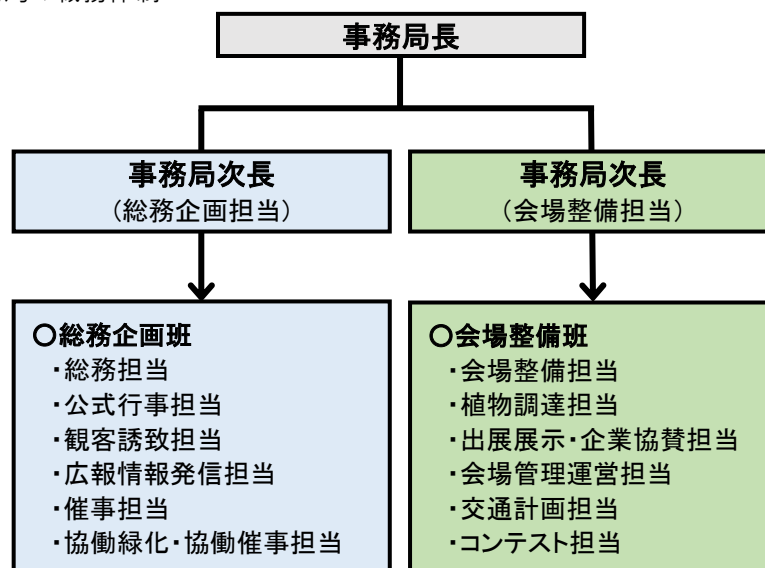 事務局長
事務局次長
（総務企画担当）
事務局次長
（会場整備担当）
○総務企画班
・総務担当
・公式行事担当
・観客誘致担当
・広報情報発信担当
・催事担当
・協働緑化・協働催事担当
○会場整備班
・会場整備担当
・植物調達担当
・出展展示・企業協賛担当
・会場管理運営担当
・交通計画担当
・コンテスト担当